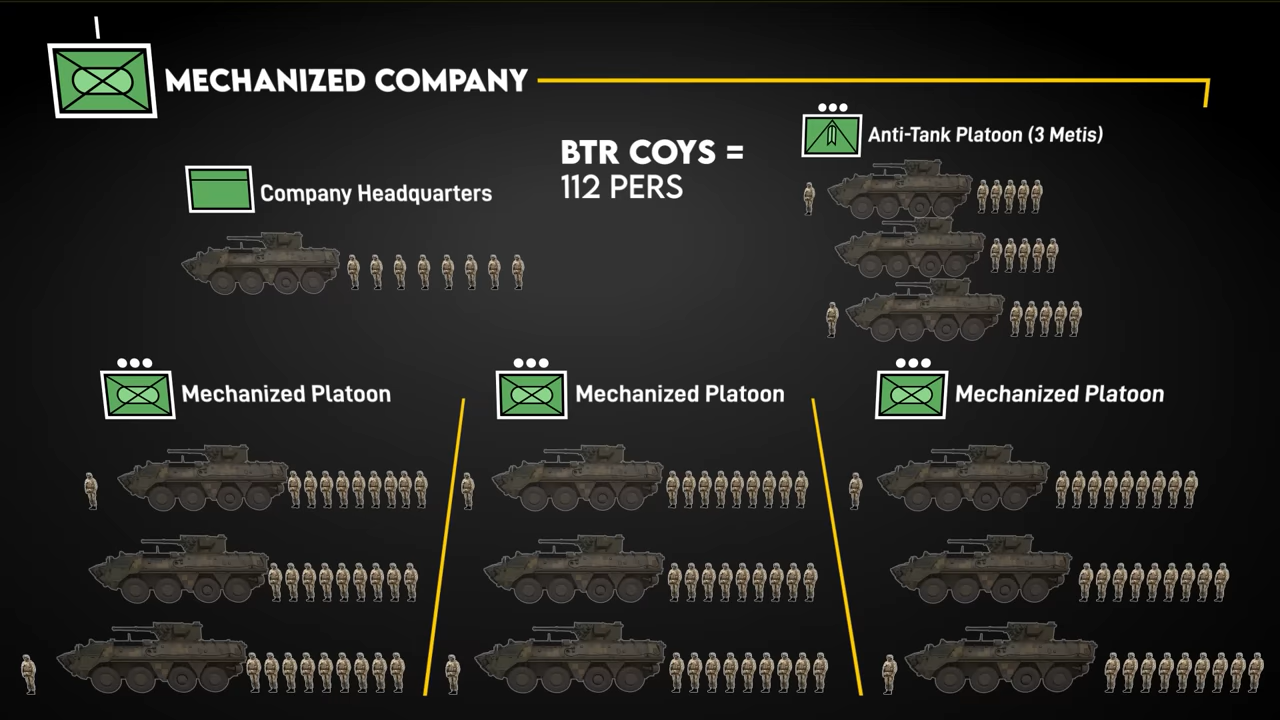 MECHANIZED COMPANY
Anti-Tank Platoon (3 Metis)
BTR COYS =
112 PERS
Company Headquarters
Mechanized Platoon
Mechanized Platoon
Mechanized Platoon